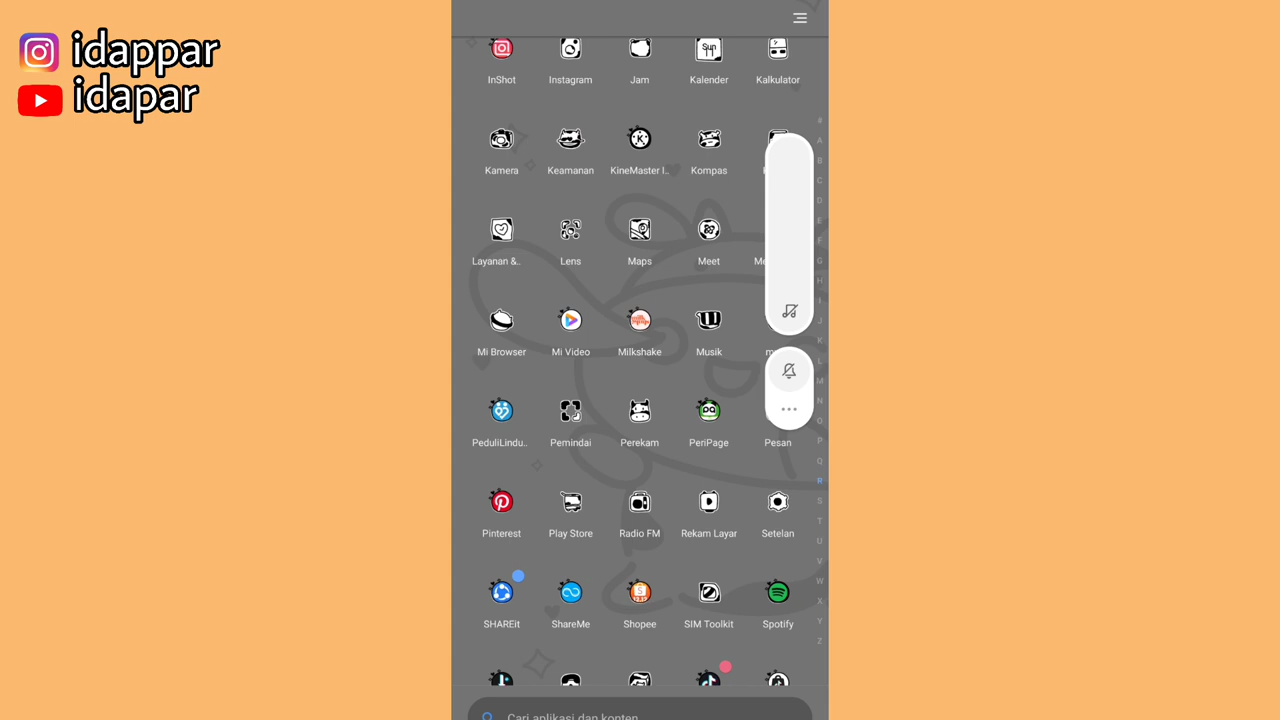 idappar
idapar
InShot
Instagram
Jam
Kalender
Kalkulator
Kamera
Keamanan
KineMaster I..
Kompas
Layanan &..
Lens
Maps
Meet
Me
Mi Browser
Mi Video
Milkshake
Musik
PeduliLindu..
Pemindai
Perekam
PeriPage
Pesan
Pinterest
Play Store
Radio FM
Rekam Layar
Setelan
SHAREit
ShareMe
Shopee
SIM Toolkit
Spotify
Cari aplikasi dan konten
#
A
B
C
D
E
F
G
H
I
J
K
L
M
N
O
P
Q
R
S
T
U
V
W
X
Y
Z